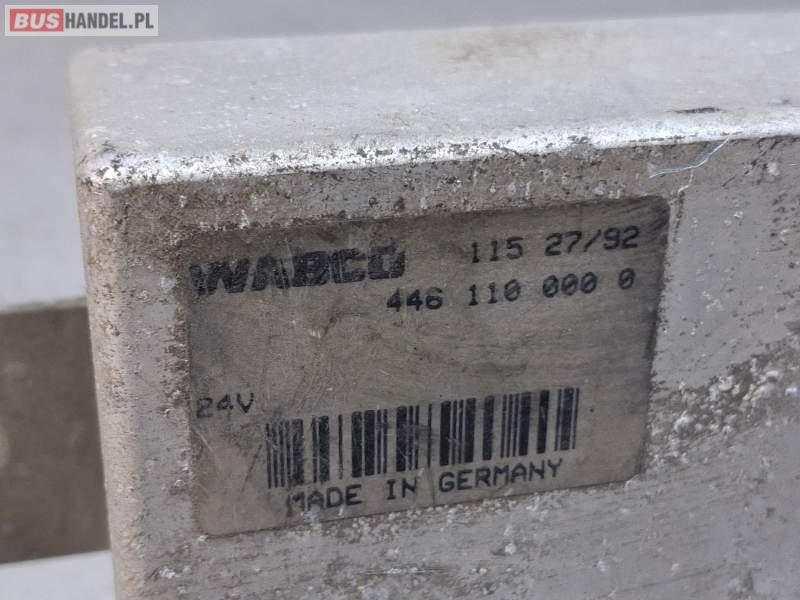 BUSHANDEL.PL
WABCO 115 27/92
446 110 000 0
24V
MADE IN GERMANY